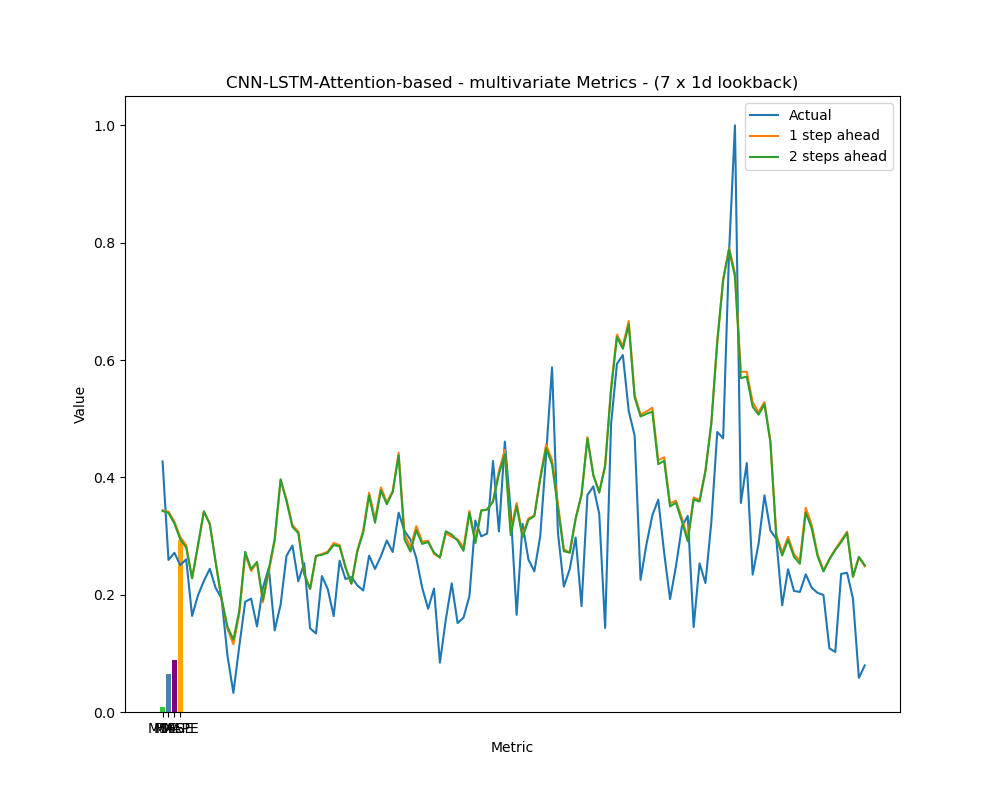 CNN-LSTM-Attention-based - multivariate Metrics - (7 x 1d lookback)
Actual
1 step ahead
2 steps ahead
1.0
0.8
0.6
0.4
0.2
0.0
Value
Metric